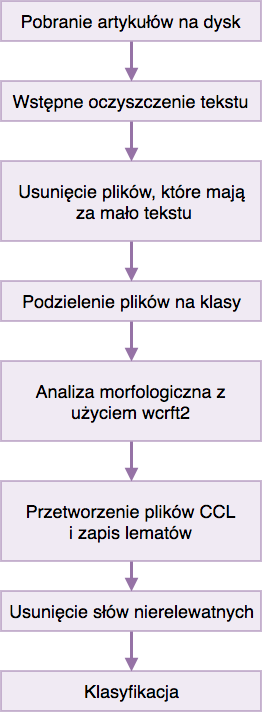 Pobranie artykułów na dysk
Wstępne oczyszczenie tekstu
Usunięcie plików, które mają
za mało tekstu
Podzielenie plików na klasy
Analiza morfologiczna z
użyciem wcrft2
Przetworzenie plików CCL
i zapis lematów
Usunięcie słów nierelewatnych
Klasyfikacja